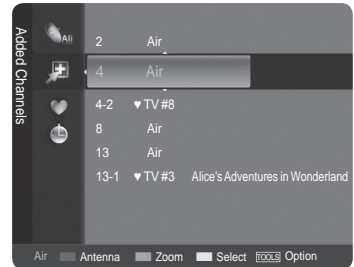 Added Channels
All
2 Air
4 Air
4-2 ♥ TV #8
8 Air
13 Air
13-1 ♥ TV #3 Alice's Adventures in Wonderland
Air Antenna Zoom Select TOOLS Option